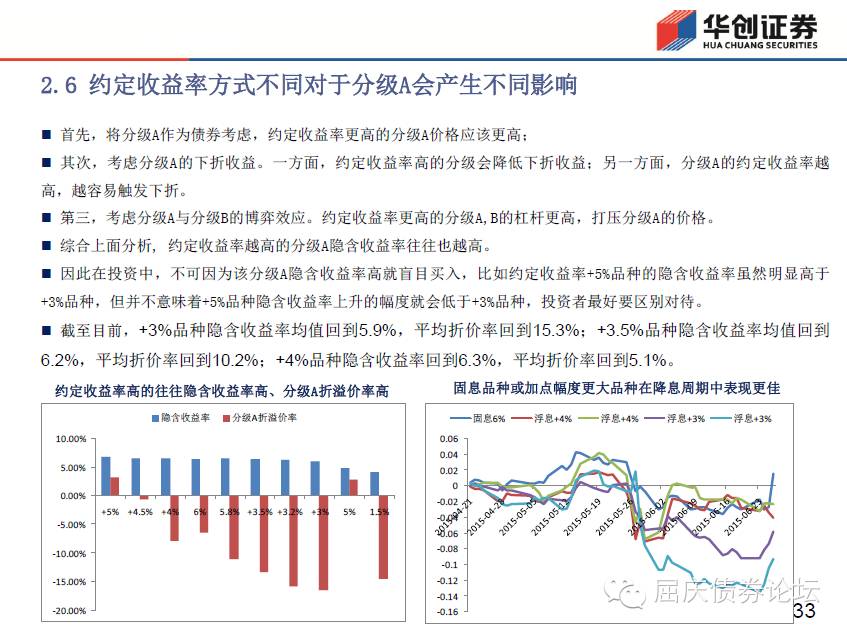 华创证券
HUA CHUANG SECURITIES
2.6 约定收益率方式不同对于分级A会产生不同影响
■ 首先，将分级A作为债券考虑，约定收益率更高的分级A价格应该更高；
■ 其次，考虑分级A的下折收益。一方面，约定收益率高的分级会降低下折收益；另一方面，分级A的约定收益率越
高，越容易触发下折。
■ 第三，考虑分级A与分级B的博弈效应。约定收益率更高的分级A,B的杠杆更高，打压分级A的价格。
■ 综合上面分析, 约定收益率越高的分级A隐含收益率往往也越高。
■ 因此在投资中，不可因为该分级A隐含收益率高就盲目买入，比如约定收益率+5%品种的隐含收益率虽然明显高于
+3%品种，但并不意味着+5%品种隐含收益率上升的幅度就会低于+3%品种，投资者最好要区别对待。
■ 截至目前，+3%品种隐含收益率均值回到5.9%，平均折价率回到15.3%；+3.5%品种隐含收益率均值回到
6.2%，平均折价率回到10.2%；+4%品种隐含收益率回到6.3%，平均折价率回到5.1%。
约定收益率高的往往隐含收益率高、分级A折溢价率高
隐含收益率 分级A折溢价率
10.00%
5.00%
0.00%
-5.00%
-10.00%
-15.00%
-20.00%
+5% +4.5% +4% 6% 5.8% +3.5% +3.2% +3% 5% 1.5%
固息品种或加点幅度更大品种在降息周期中表现更佳
固息6% 浮息+4% 浮息+4% 浮息+3% 浮息+3%
0.06
0.04
0.02
0
-0.02
-0.06
-0.08
-0.1
-0.12
-0.14
-0.16
2015-04-28
2015-05-19
2015-06-02
2015-06-09
2015-06-16
屈庆债券论坛
33